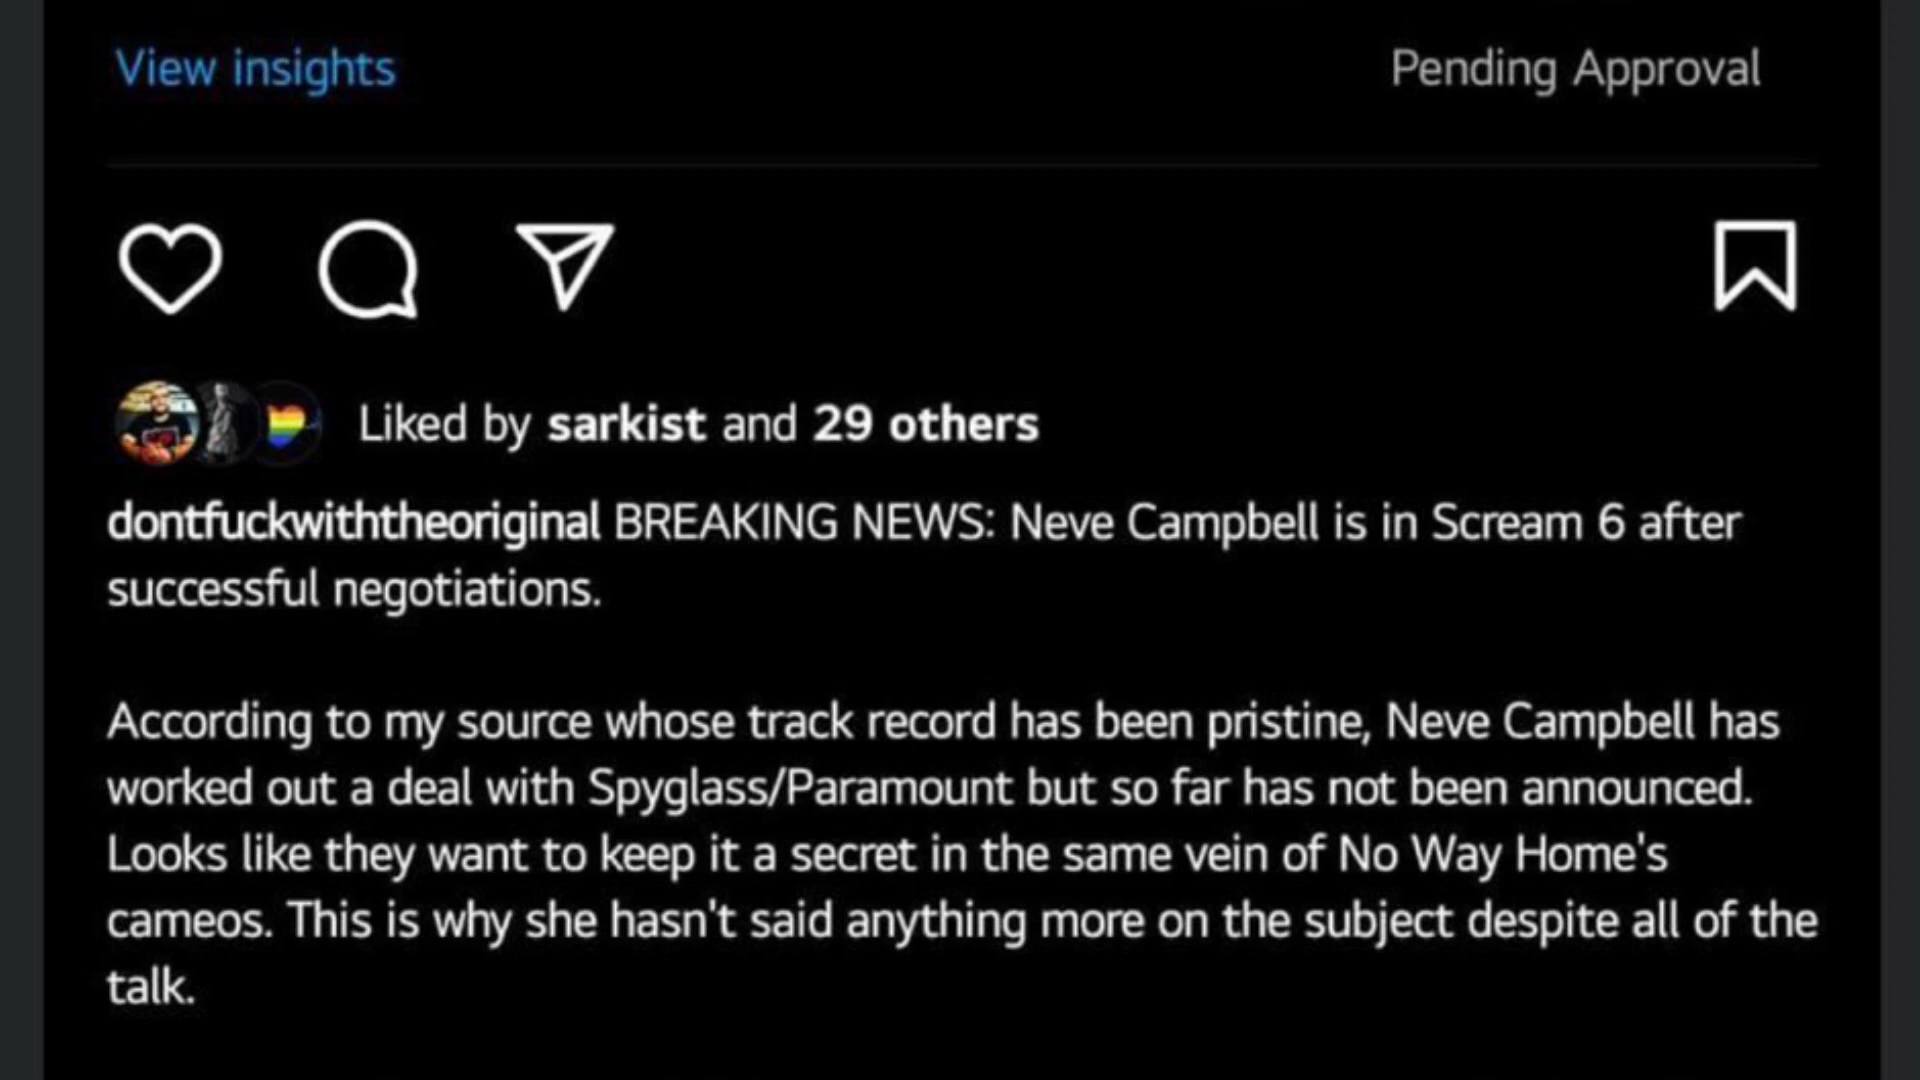 View insights
Pending Approval
Liked by sarkist and 29 others
dontfuckwiththeoriginal BREAKING NEWS: Neve Campbell is in Scream 6 after
successful negotiations.
According to my source whose track record has been pristine, Neve Campbell has
worked out a deal with Spyglass/Paramount but so far has not been announced.
Looks like they want to keep it a secret in the same vein of No Way Home's
cameos. This is why she hasn't said anything more on the subject despite all of the
talk.